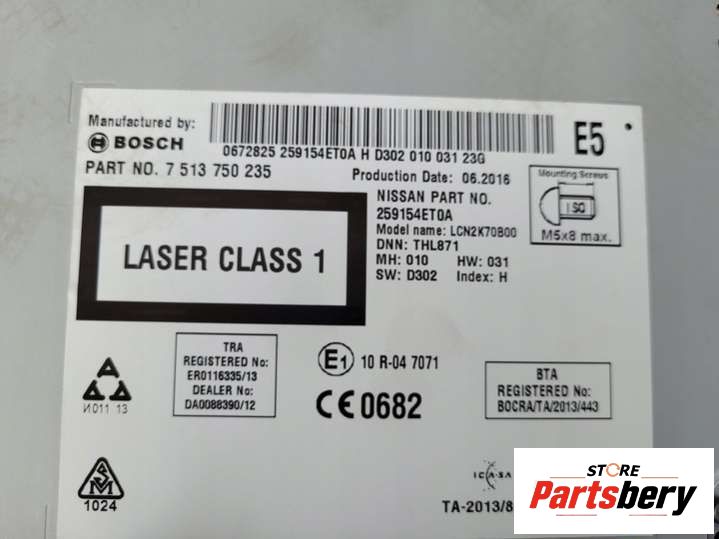 Manufactured by:
BOSCH
0672825 259154ET0A H D302 010 031 23G
E5
PART NO. 7 513 750 235
Production Date: 06.2016
Mounting Screws
ISO
M5x8 max.
NISSAN PART NO.
259154ET0A
Model name: LCN2K70B00
DNN: THL871
MH: 010 HW: 031
SW: D302 Index: H
LASER CLASS 1
TRA
REGISTERED No:
ER0116335/13
DEALER No:
DA0088390/12
E1 10 R-04 7071
CE0682
BTA
REGISTERED No:
BOCRA/TA/2013/443
И011 13
1024
ICASA
TA-2013/8
STORE
Partsbery